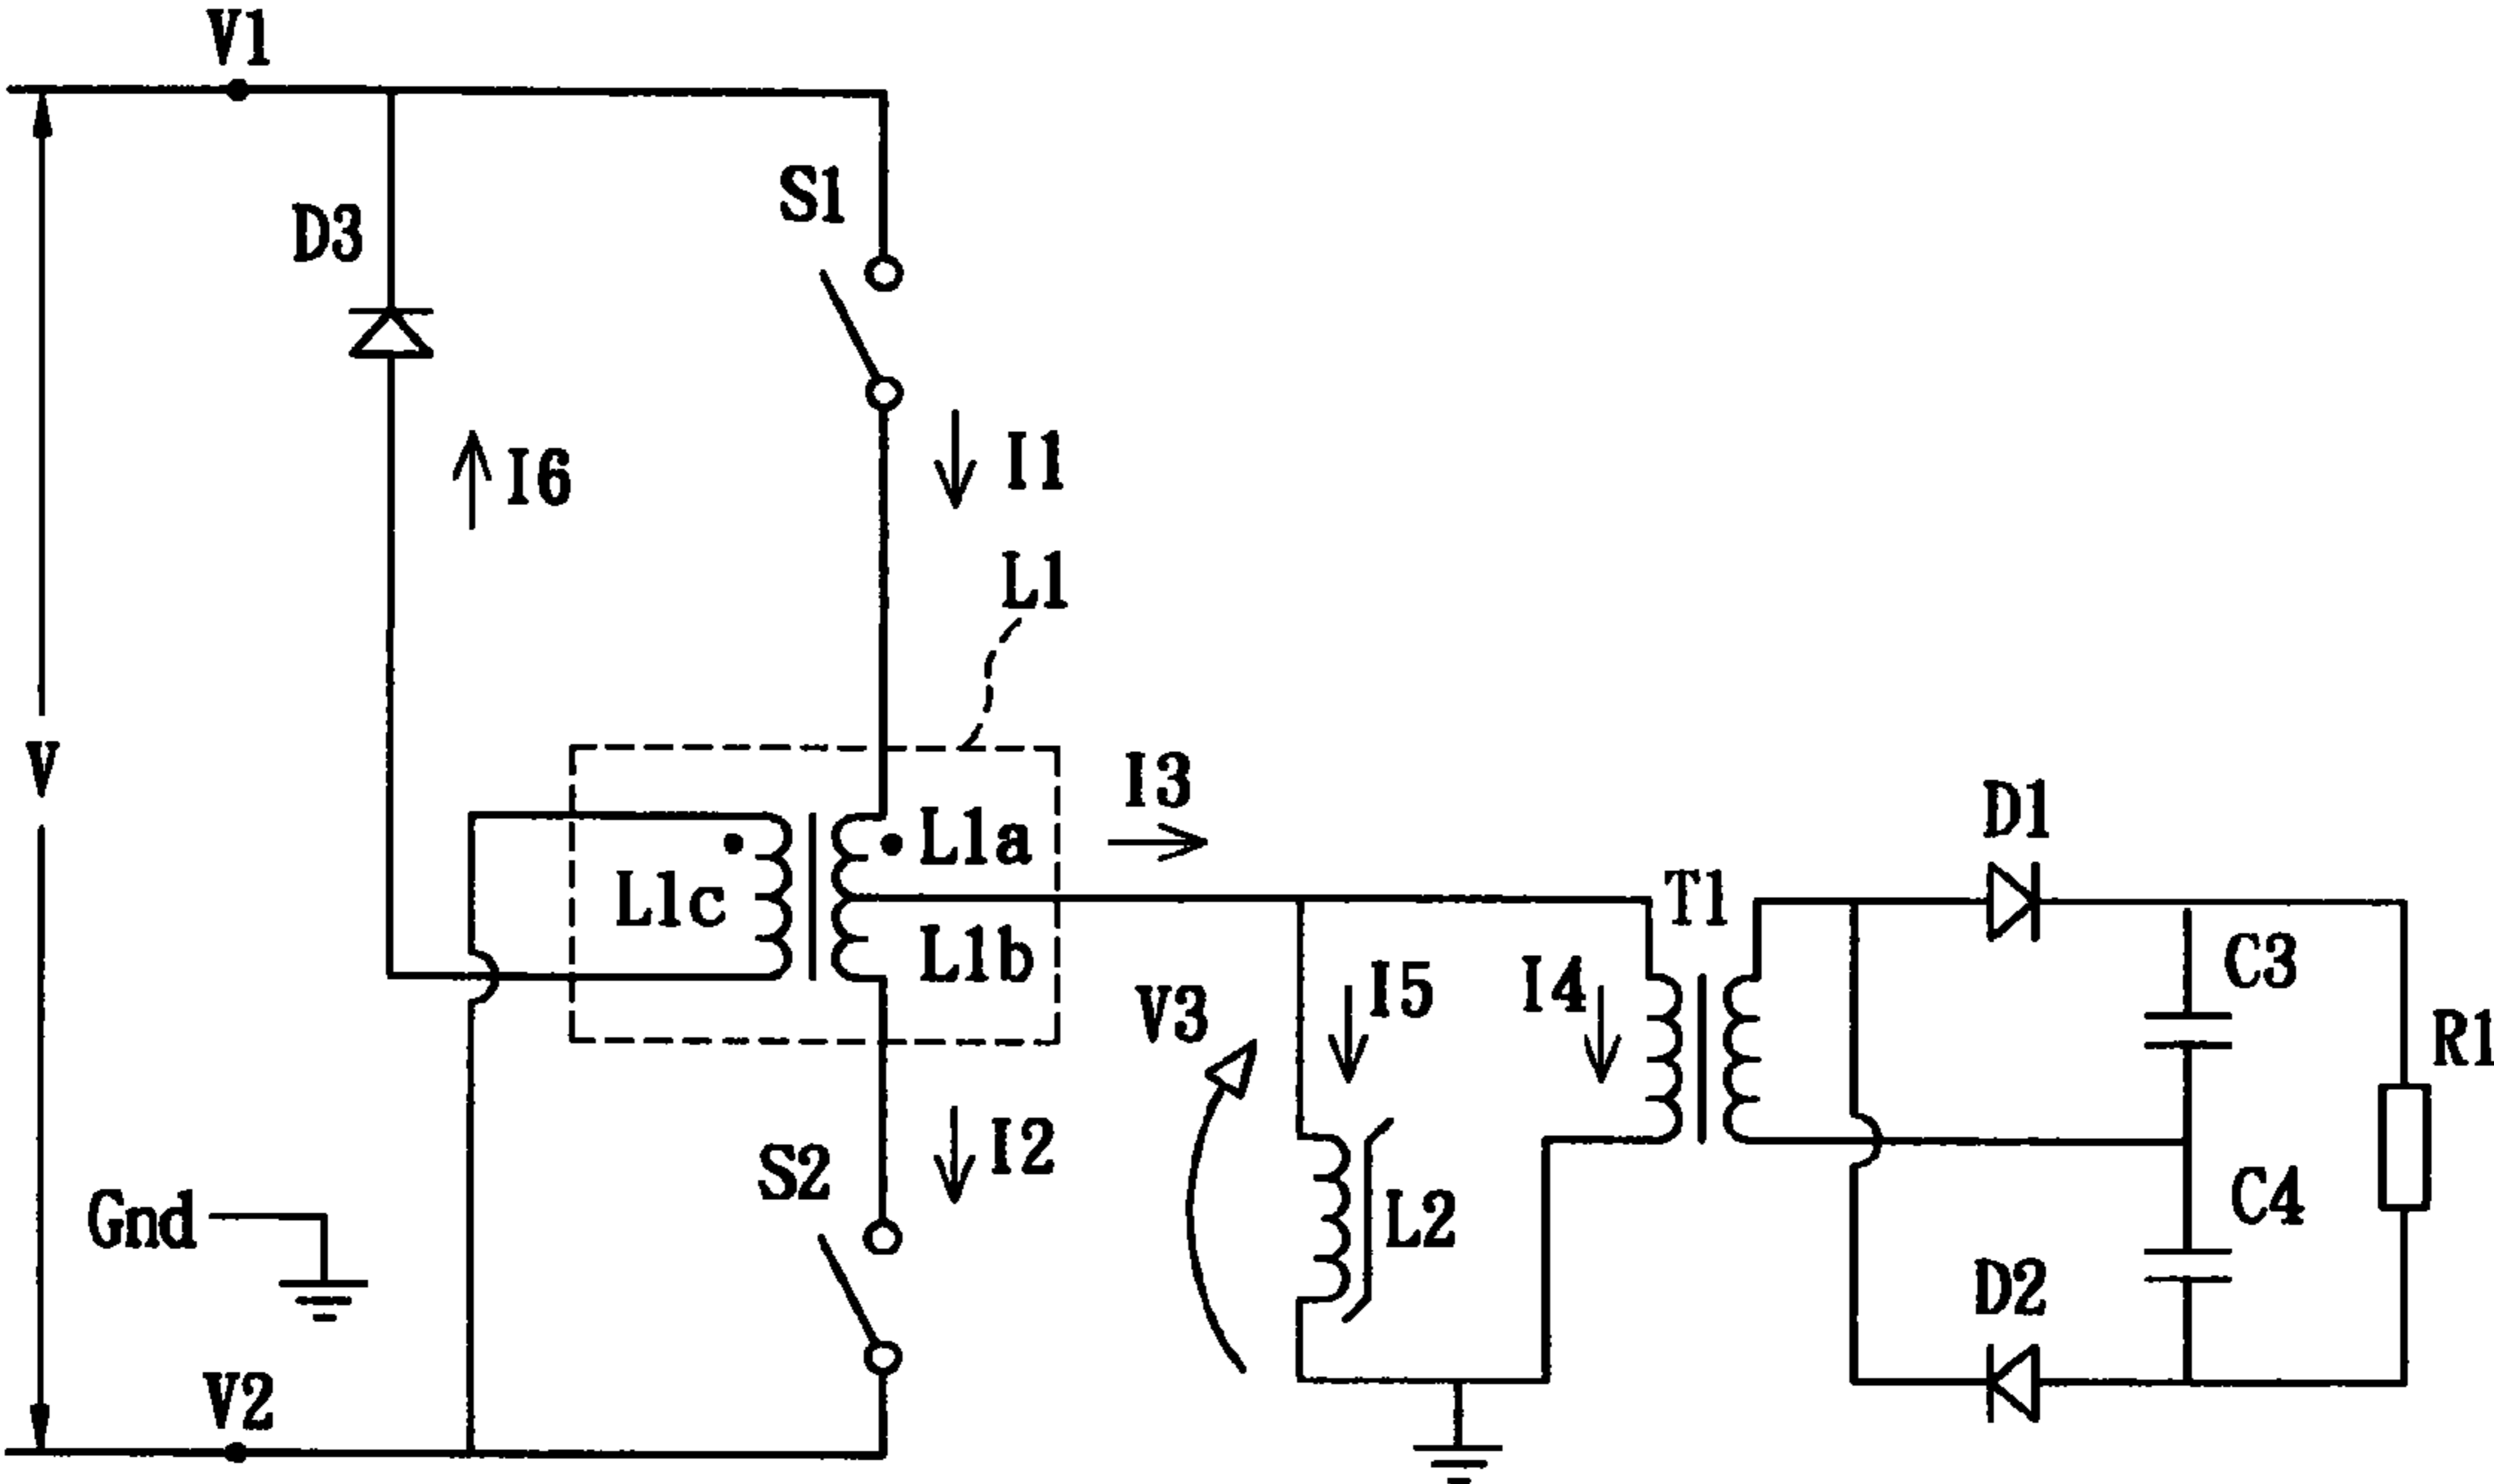 V1
S1
D3
I1
I6
L1
V
I3
D1
L1a
L1c
T1
L1b
C3
I5
I4
V3
R1
I2
S2
L2
C4
Gnd
D2
V2